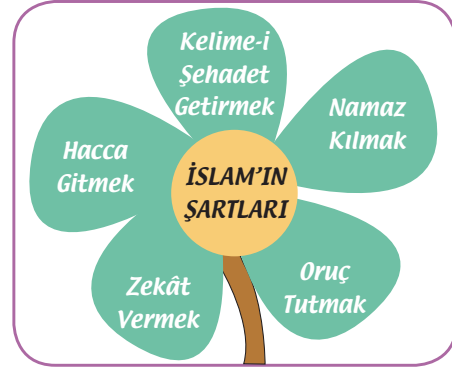 Kelime-i
Şehadet
Getirmek
Namaz
Kılmak
Hacca
Gitmek
İSLAM’IN
ŞARTLARI
Oruç
Tutmak
Zekât
Vermek